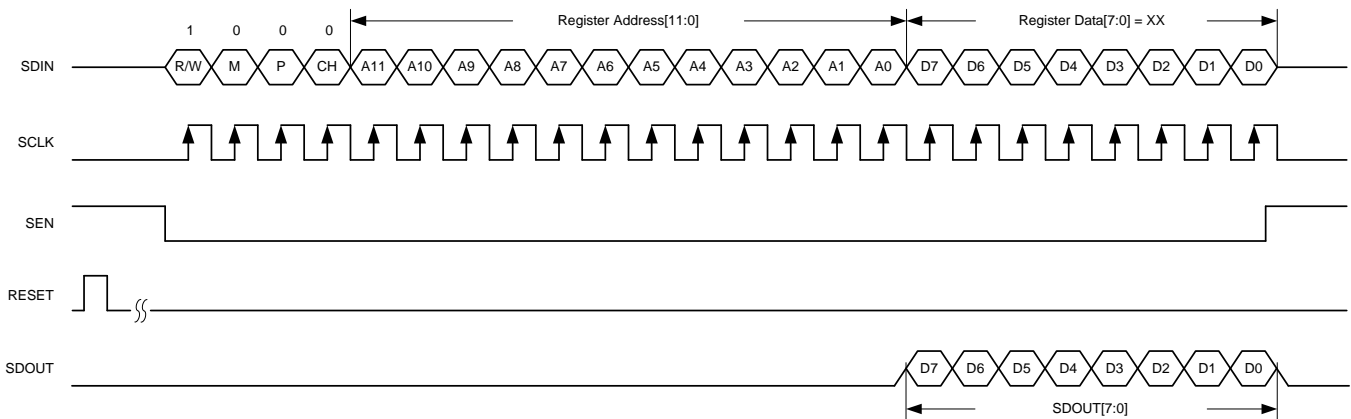 1 0 0 0 Register Address[11:0] Register Data[7:0] = XX
SDIN R/W M P CH A11 A10 A9 A8 A7 A6 A5 A4 A3 A2 A1 A0 D7 D6 D5 D4 D3 D2 D1 D0
SCLK
SEN
RESET
SDOUT D7 D6 D5 D4 D3 D2 D1 D0
SDOUT[7:0]